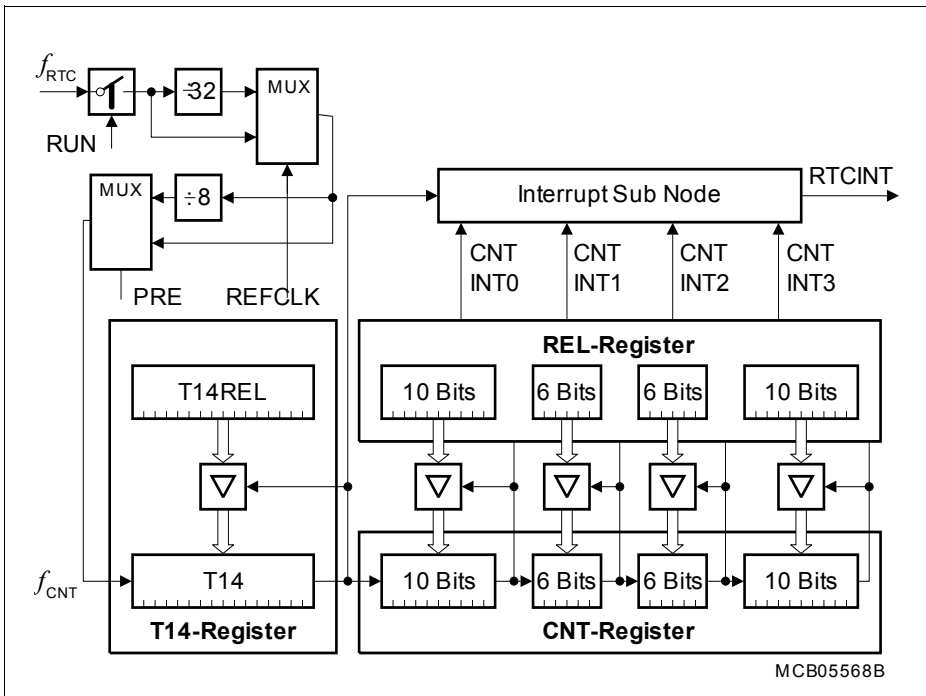 fRTC
÷32
MUX
RUN
MUX
÷8
PRE
REFCLK
Interrupt Sub Node
RTCINT
CNT INT0
CNT INT1
CNT INT2
CNT INT3
REL-Register
T14REL
10 Bits
6 Bits
6 Bits
10 Bits
fCNT
T14
10 Bits
6 Bits
6 Bits
10 Bits
T14-Register
CNT-Register
MCB05568B